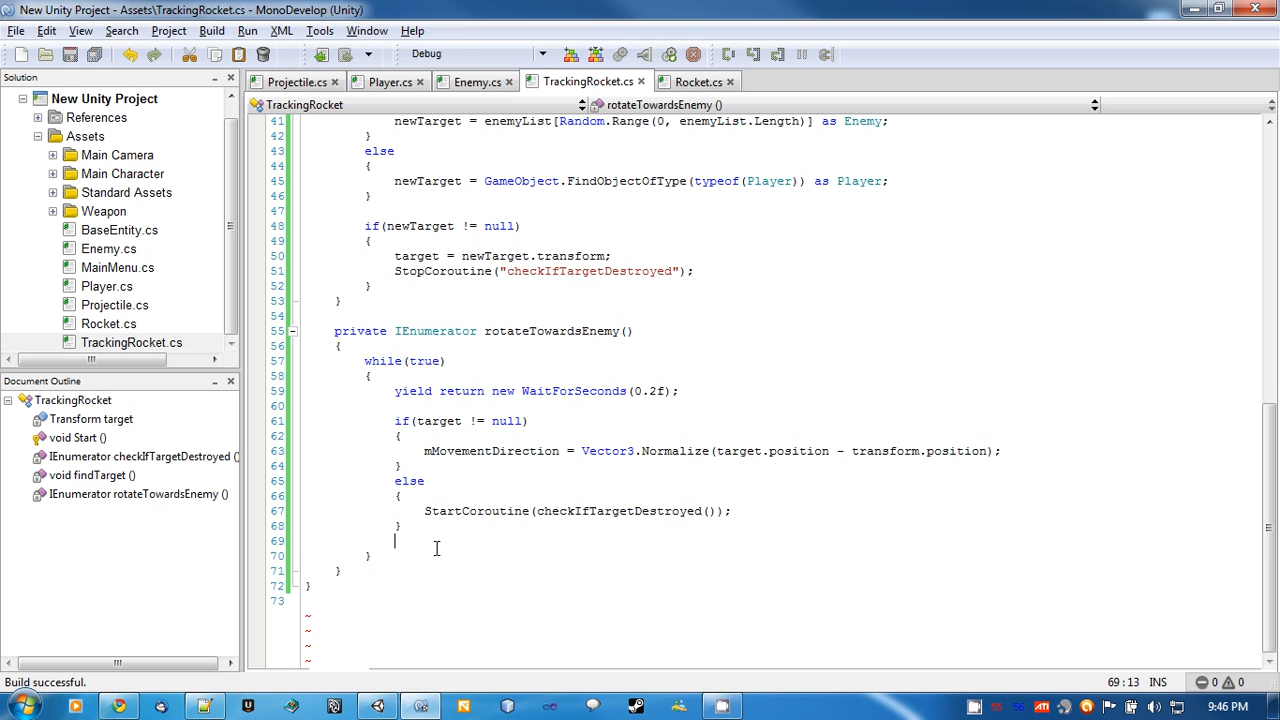 New Unity Project - Assets\TrackingRocket.cs - MonoDevelop (Unity)
File Edit View Search Project Build Run XML Tools Window Help
Debug
Solution
Projectile.cs Player.cs Enemy.cs TrackingRocket.cs Rocket.cs
TrackingRocket rotateTowardsEnemy ()
New Unity Project
References
Assets
Main Camera
Main Character
Standard Assets
Weapon
BaseEntity.cs
Enemy.cs
MainMenu.cs
Player.cs
Projectile.cs
Rocket.cs
TrackingRocket.cs
Document Outline
TrackingRocket
Transform target
void Start ()
IEnumerator checkIfTargetDestroyed ()
void findTarget ()
IEnumerator rotateTowardsEnemy ()
41 newTarget = enemyList[Random.Range(0, enemyList.Length)] as Enemy;
42 }
43 else
44 {
45 newTarget = GameObject.FindObjectOfType(typeof(Player)) as Player;
46 }
47
48 if(newTarget != null)
49 {
50 target = newTarget.transform;
51 StopCoroutine("checkIfTargetDestroyed");
52 }
53 }
54
55 private IEnumerator rotateTowardsEnemy()
56 {
57 while(true)
58 {
59 yield return new WaitForSeconds(0.2f);
60
61 if(target != null)
62 {
63 mMovementDirection = Vector3.Normalize(target.position - transform.position);
64 }
65 else
66 {
67 StartCoroutine(checkIfTargetDestroyed());
68 }
69
70 }
71 }
72 }
73
~
~
~
~
Build successful. 69 : 13 INS 0 0
ATI 55 56 9:46 PM